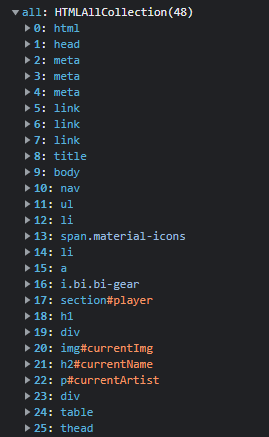 all: HTMLAllCollection(48)
0: html
1: head
2: meta
3: meta
4: meta
5: link
6: link
7: link
8: title
9: body
10: nav
11: ul
12: li
13: span.material-icons
14: li
15: a
16: i.bi.bi-gear
17: section#player
18: h1
19: div
20: img#currentImg
21: h2#currentName
22: p#currentArtist
23: div
24: table
25: thead